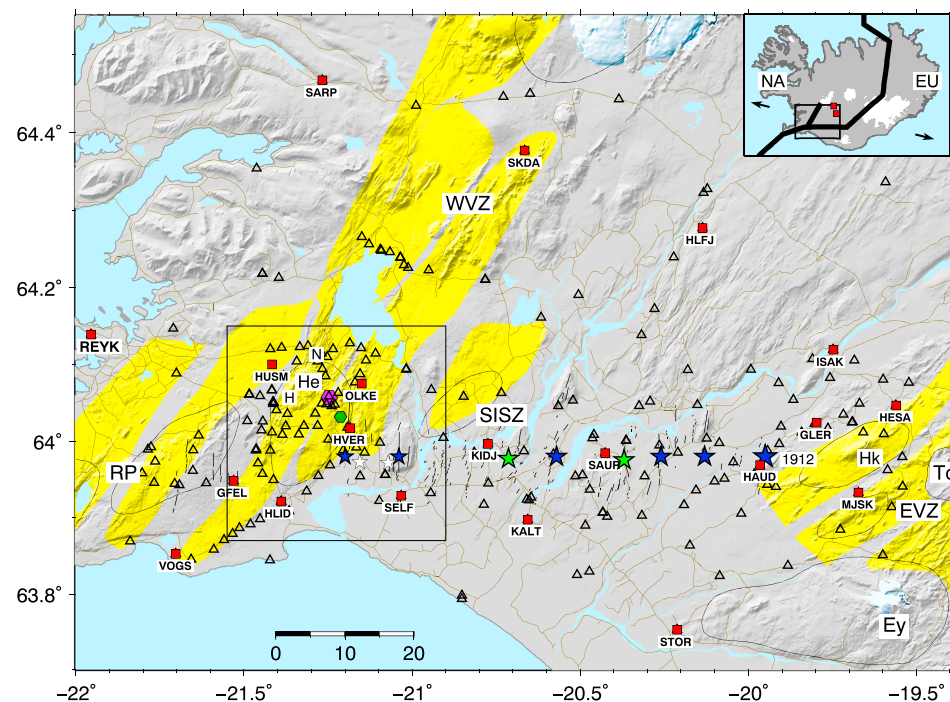 NA
EU
SARP
64.4°
SKDA
WVZ
HLFJ
64.2°
REYK
ISAK
N
HUSM
He
OLKE
H
HESA
SISZ
GLER
HVER
64°
KIDJ
SAUR
1912
Hk
RP
HAUD
To
GFEL
MJSK
SELF
HLID
EVZ
KALT
VOGS
63.8°
Ey
STOR
0
10
20
−22°
−21.5°
−21°
−20.5°
−20°
−19.5°